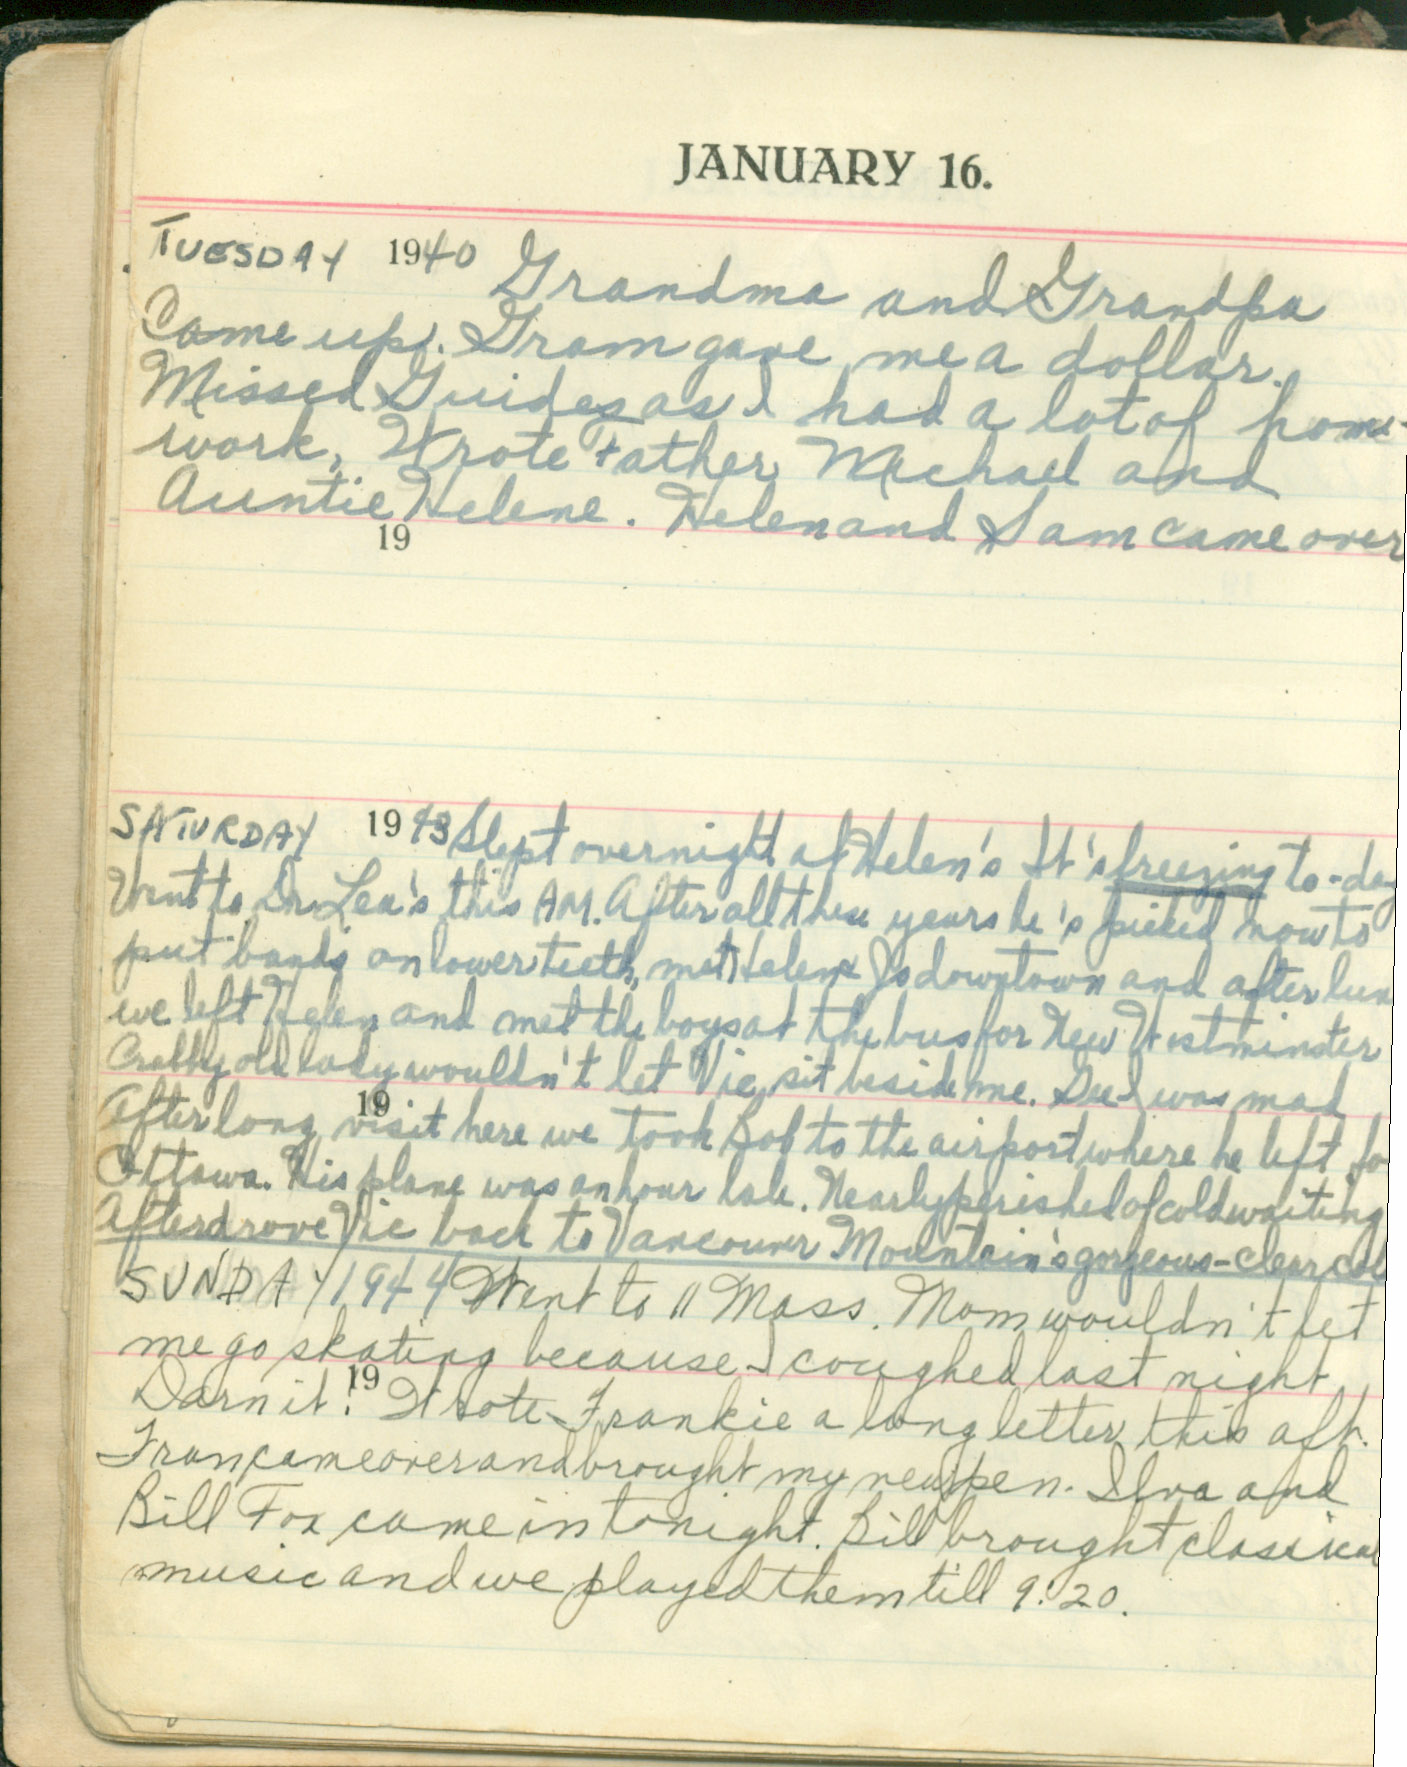 JANUARY 16.
TUESDAY 1940 Grandma and Grandpa
Came up. Gram gave me a dollar.
Missed Guides as I had a lot of home-
work, Wrote Father Michael and
Auntie Helene. Helen and Sam came over
19
SATURDAY 1943 Slept overnight at Helen's It's freezing to-day
Went to Dr Lea's this AM. After all these years he's picked now to
put bands on lower teeth, met Helen & Jo downtown and after lun
we left Helen and met the boys at the bus for New Westminster
Crabby old lady wouldn't let Vic sit beside me. Gee I was mad
19
After long visit here we took Bob to the airport where he left fo
Ottawa. His plane was an hour late. Nearly perished of cold waiting
After drove Vic back to Vancouver Mountain's gorgeous-clear col
SUNDAY 1944 Went to 11 Mass. Mom wouldn't let
me go skating because I coughed last night
19
Darn it! Wrote Frankie a long letter this aft.
Fran came over and brought my new pen. Ilva and
Bill Fox came in tonight. Bill brought classical
music and we played them till 9:20.